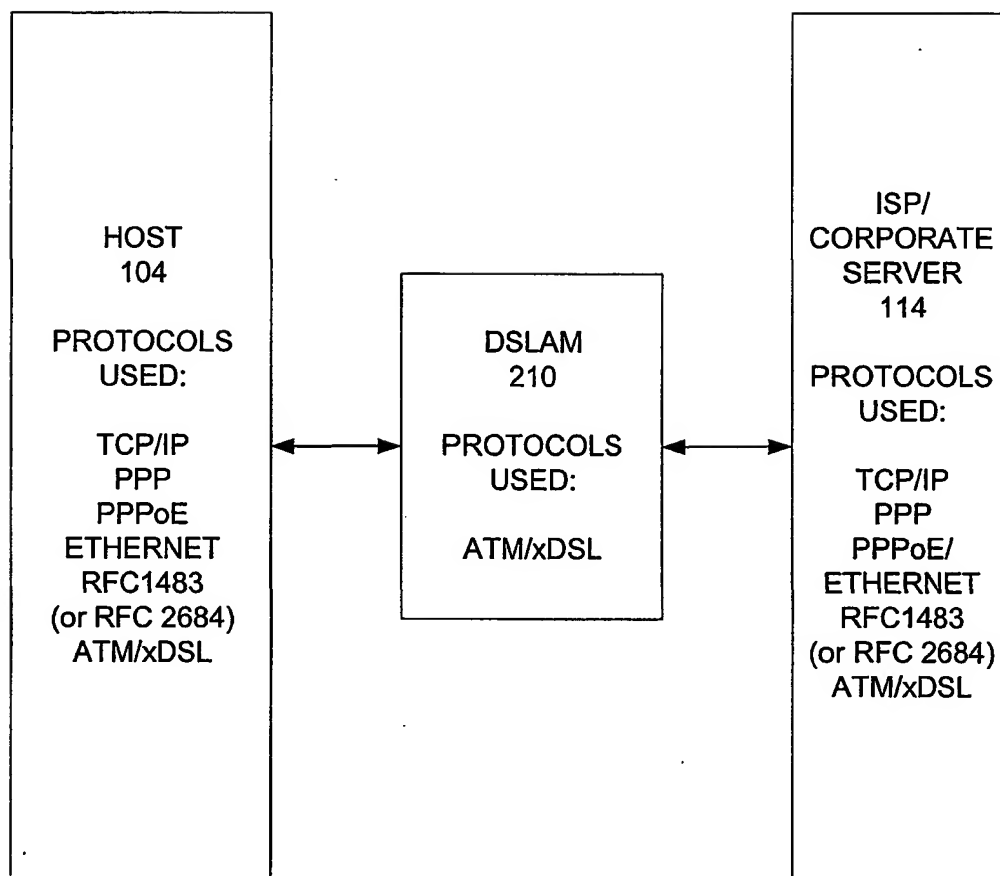 HOST
104
PROTOCOLS
USED:
TCP/IP
PPP
PPPoE
ETHERNET
RFC1483
(or RFC 2684)
ATM/xDSL
DSLAM
210
PROTOCOLS
USED:
ATM/xDSL
ISP/
CORPORATE
SERVER
114
PROTOCOLS
USED:
TCP/IP
PPP
PPPoE/
ETHERNET
RFC1483
(or RFC 2684)
ATM/xDSL